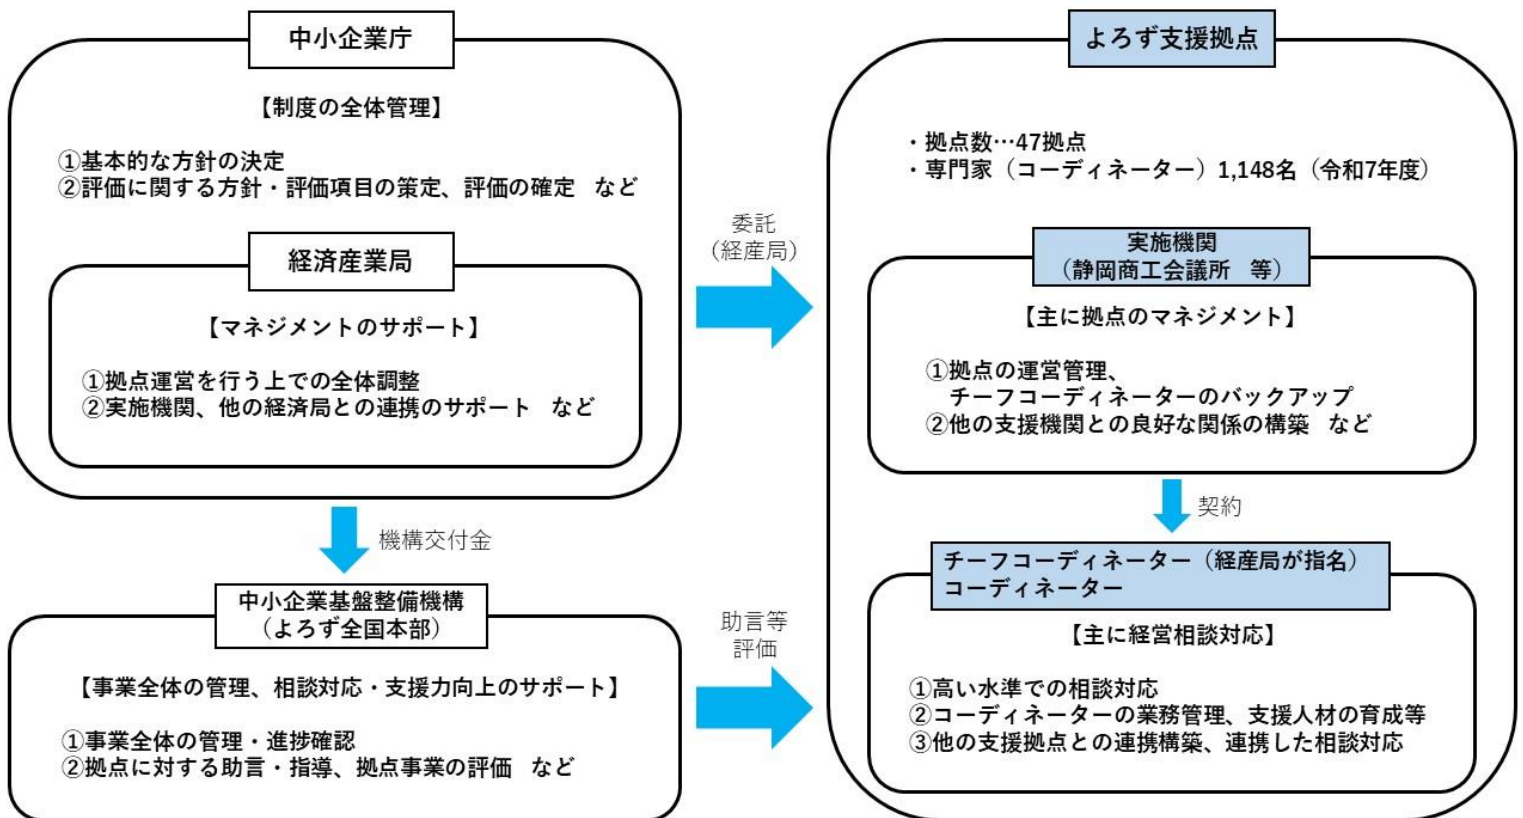 中小企業庁
【制度の全体管理】
①基本的な方針の決定
②評価に関する方針・評価項目の策定、評価の確定 など
経済産業局
【マネジメントのサポート】
①拠点運営を行う上での全体調整
②実施機関、他の経済局との連携のサポート など
機構交付金
中小企業基盤整備機構
（よろず全国本部）
【事業全体の管理、相談対応・支援力向上のサポート】
①事業全体の管理・進捗確認
②拠点に対する助言・指導、拠点事業の評価 など
委託
（経産局）
助言等
評価
よろず支援拠点
・拠点数…47拠点
・専門家（コーディネーター）1,148名（令和7年度）
実施機関
（静岡商工会議所 等）
【主に拠点のマネジメント】
①拠点の運営管理、
チーフコーディネーターのバックアップ
②他の支援機関との良好な関係の構築 など
契約
チーフコーディネーター（経産局が指名）
コーディネーター
【主に経営相談対応】
①高い水準での相談対応
②コーディネーターの業務管理、支援人材の育成等
③他の支援拠点との連携構築、連携した相談対応